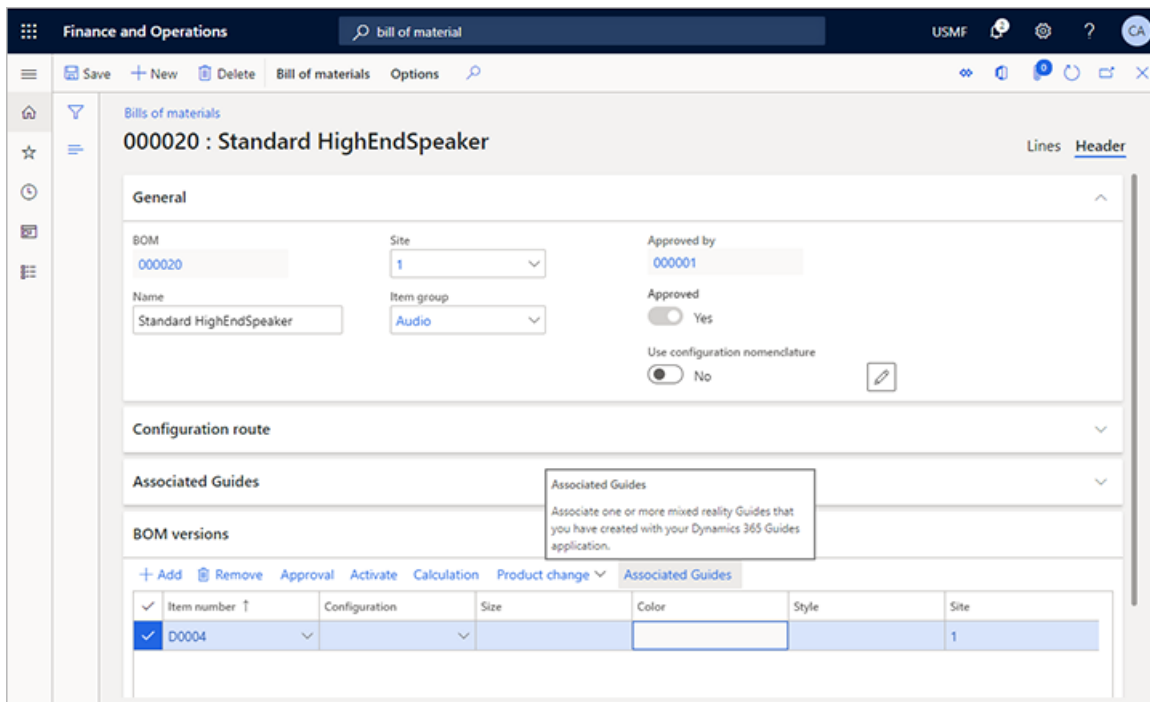 Finance and Operations
bill of material
USMF
2
?
CA
Save
New
Delete
Bill of materials
Options
0
Bills of materials
000020 : Standard HighEndSpeaker
Lines
Header
General
BOM
Site
Approved by
000020
1
000001
Name
Item group
Approved
Standard HighEndSpeaker
Audio
Yes
Use configuration nomenclature
No
Configuration route
Associated Guides
Associated Guides
Associate one or more mixed reality Guides that
you have created with your Dynamics 365 Guides
application.
BOM versions
Add
Remove
Approval
Activate
Calculation
Product change
Associated Guides
Item number
Configuration
Size
Color
Style
Site
D0004
1